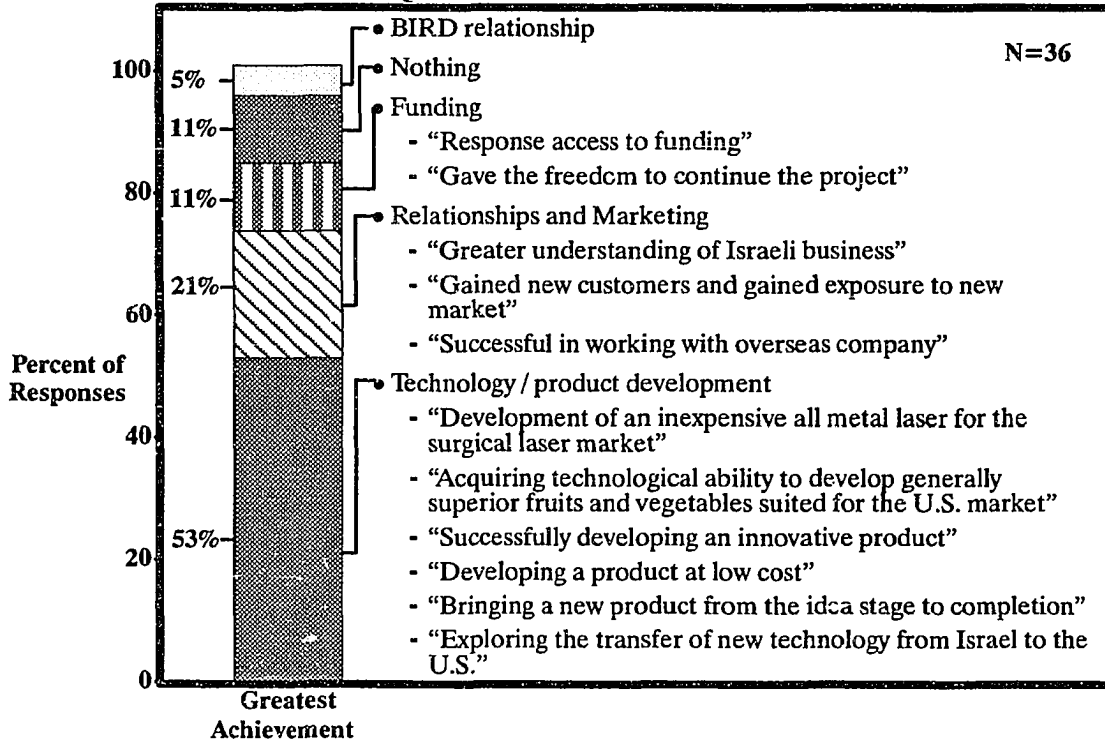 BIRD relationship
N=36
100
5%
Nothing
11%
Funding
- "Response access to funding"
80
11%
- "Gave the freedom to continue the project"
Relationships and Marketing
- "Greater understanding of Israeli business"
21%
- "Gained new customers and gained exposure to new
market"
60
- "Successful in working with overseas company"
Percent of
Responses
Technology / product development
- "Development of an inexpensive all metal laser for the
surgical laser market"
40
- "Acquiring technological ability to develop generally
superior fruits and vegetables suited for the U.S. market"
53%
- "Successfully developing an innovative product"
20
- "Developing a product at low cost"
- "Bringing a new product from the idea stage to completion"
- "Exploring the transfer of new technology from Israel to the
U.S."
0
Greatest
Achievement